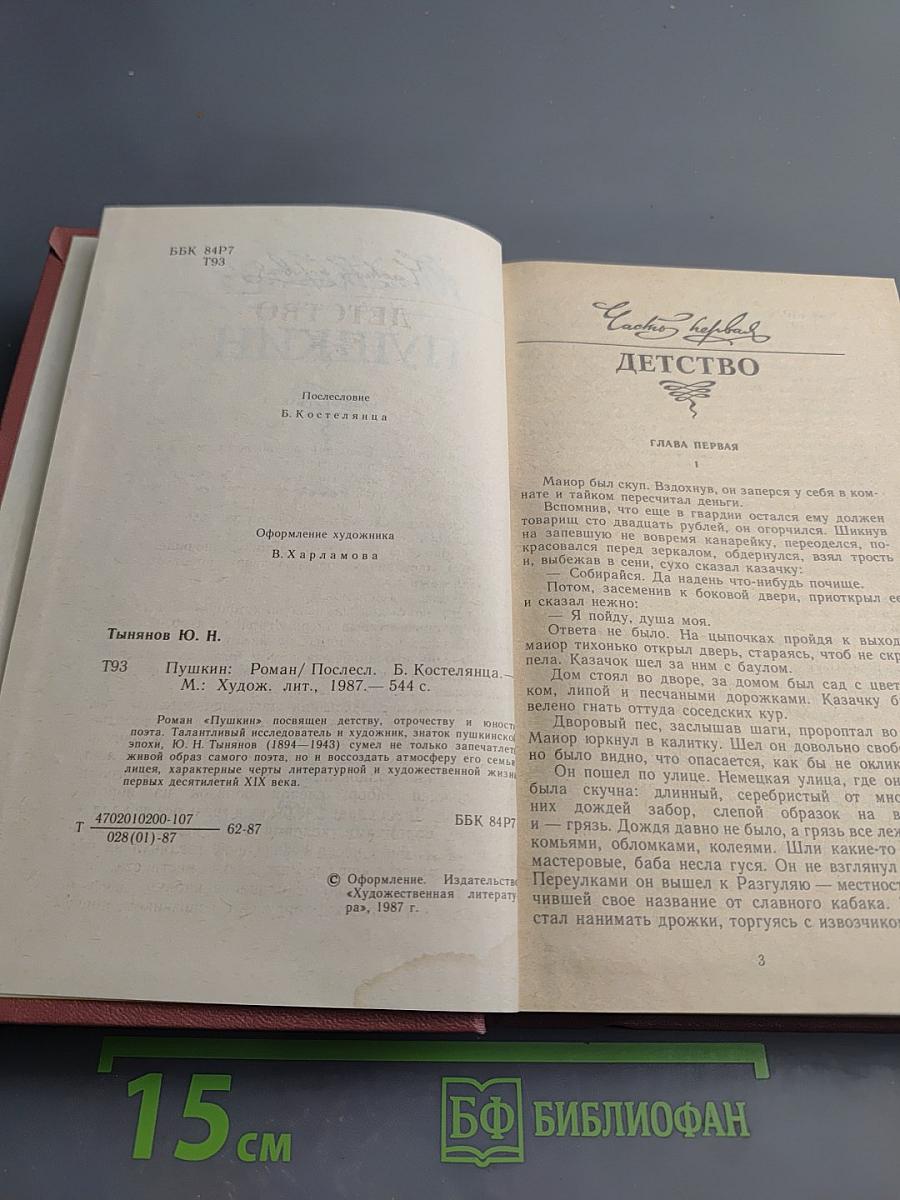 ББК 84Р7
Т93
Послесловие
Б. Костелянца
Оформление художника
В. Харламова
Тынянов Ю. Н.
Т93 Пушкин: Роман/ Послесл. Б. Костелянца.—
М.: Худож. лит., 1987.— 544 с.
Роман «Пушкин» посвящен детству, отрочеству и юност
поэта. Талантливый исследователь и художник, знаток пушкинско
эпохи, Ю. Н. Тынянов (1894—1943) сумел не только запечатлет
живой образ самого поэта, но и воссоздать атмосферу его семьи
лицея, характерные черты литературной и художественной жизн
первых десятилетий XIX века.
Т 4702010200-107 62-87
028(01)-87
ББК 84Р7
© Оформление. Издательств
«Художественная литерату
ра», 1987 г.
Часть первая
ДЕТСТВО
ГЛАВА ПЕРВАЯ
1
Маиор был скуп. Вздохнув, он заперся у себя в ком-
нате и тайком пересчитал деньги.
Вспомнив, что еще в гвардии остался ему должен
товарищ сто двадцать рублей, он огорчился. Шикнув
на запевшую не вовремя канарейку, переоделся, по-
красовался перед зеркалом, обдернулся, взял трость
и, выбежав в сени, сухо сказал казачку:
— Собирайся. Да надень что-нибудь почище.
Потом, засеменив к боковой двери, приоткрыл ее
и сказал нежно:
— Я пойду, душа моя.
Ответа не было. На цыпочках пройдя к выход
маиор тихонько открыл дверь, стараясь, чтоб не скр
пела. Казачок шел за ним с баулом.
Дом стоял во дворе, за домом был сад с цвет
ком, липой и песчаными дорожками. Казачку б
велено гнать оттуда соседских кур.
Дворовый пес, заслышав шаги, пророптал во
Маиор юркнул в калитку. Шел он довольно своб
но было видно, что опасается, как бы не оклик
Он пошел по улице. Немецкая улица, где он
была скучна: длинный, серебристый от мно
них дождей забор, слепой образок на в
и — грязь. Дождя давно не было, а грязь все леж
комьями, обломками, колеями. Шли какие-то
мастеровые, баба несла гуся. Он не взглянул
Переулками он вышел к Разгуляю — местност
чившей свое название от славного кабака.
стал нанимать дрожки, торгуясь с извозчико
3
15 см
БФ БИБЛИОФАН